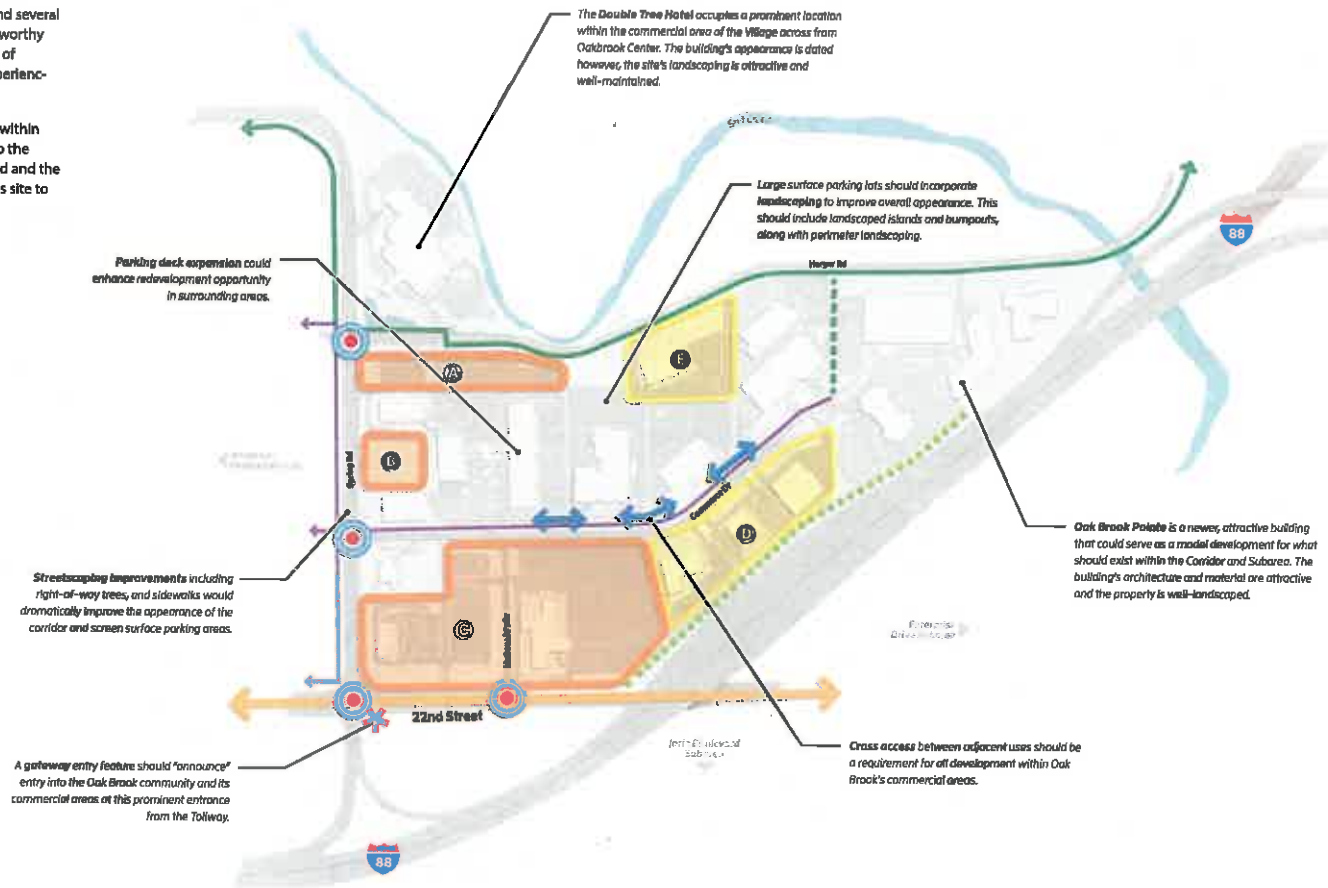 nd several
worthy
of
perienc-
within
o the
d and the
s site to
The Double Tree Hotel occupies a prominent location
within the commercial area of the Village across from
Oakbrook Center. The building's appearance is dated
however, the site's landscaping is attractive and
well-maintained.
Large surface parking lots should incorporate
landscaping to improve overall appearance. This
should include landscaped islands and bumpouts,
along with perimeter landscaping.
88
Parking deck expansion could
enhance redevelopment opportunity
in surrounding areas.
Harger Rd
A
E
B
Spring Rd
Commerce Dr
D
Oak Brook Pointe is a newer, attractive building
that could serve as a model development for what
should exist within the Corridor and Subarea. The
building's architecture and material are attractive
and the property is well-landscaped.
Streetscaping improvements including
right-of-way trees, and sidewalks would
dramatically improve the appearance of the
corridor and screen surface parking areas.
C
Enterprise
22nd Street
Cross access between adjacent uses should be
a requirement for all development within Oak
Brook's commercial areas.
A gateway entry feature should "announce"
entry into the Oak Brook community and its
commercial areas at this prominent entrance
from the Tollway.
88